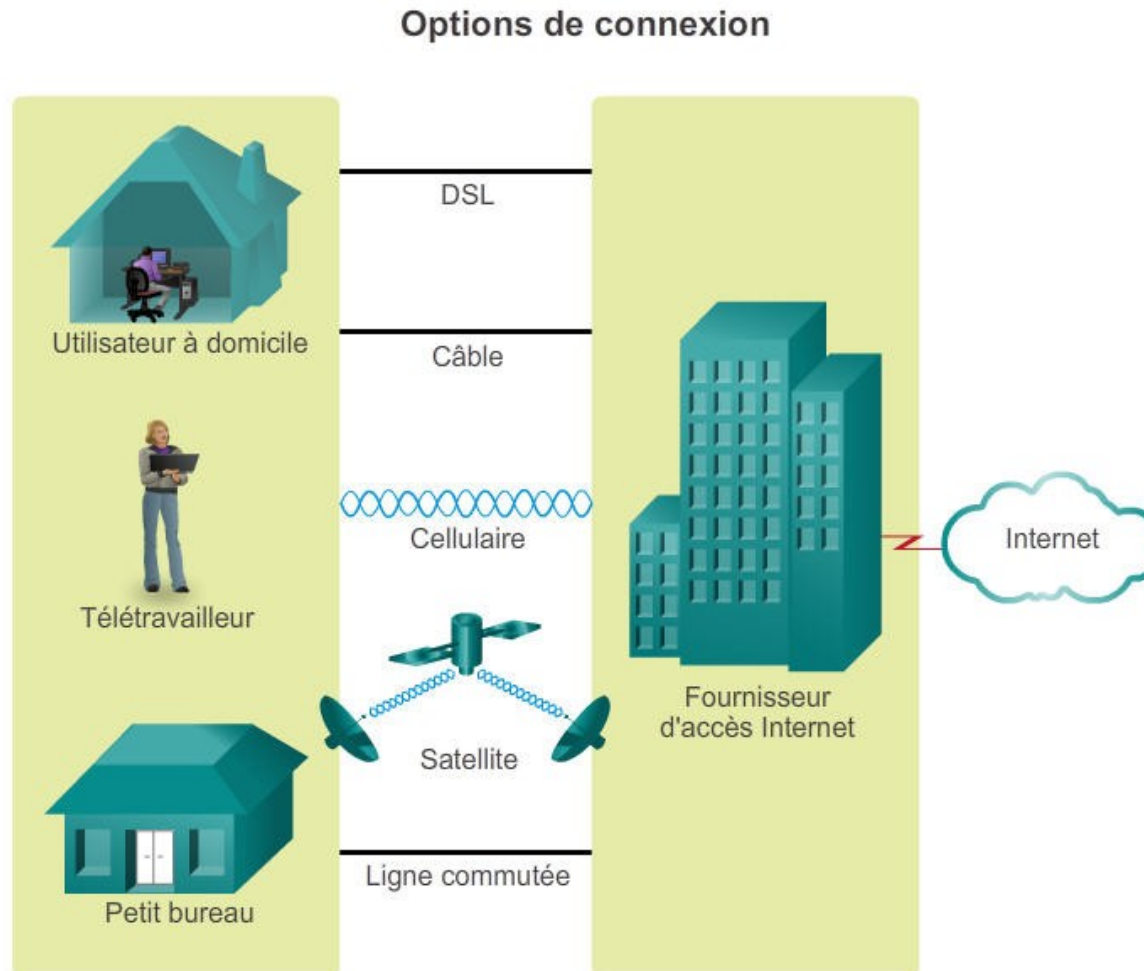 Options de connexion
DSL
Utilisateur à domicile
Câble
Cellulaire
Internet
Télétravailleur
Fournisseur
d'accès Internet
Satellite
Ligne commutée
Petit bureau